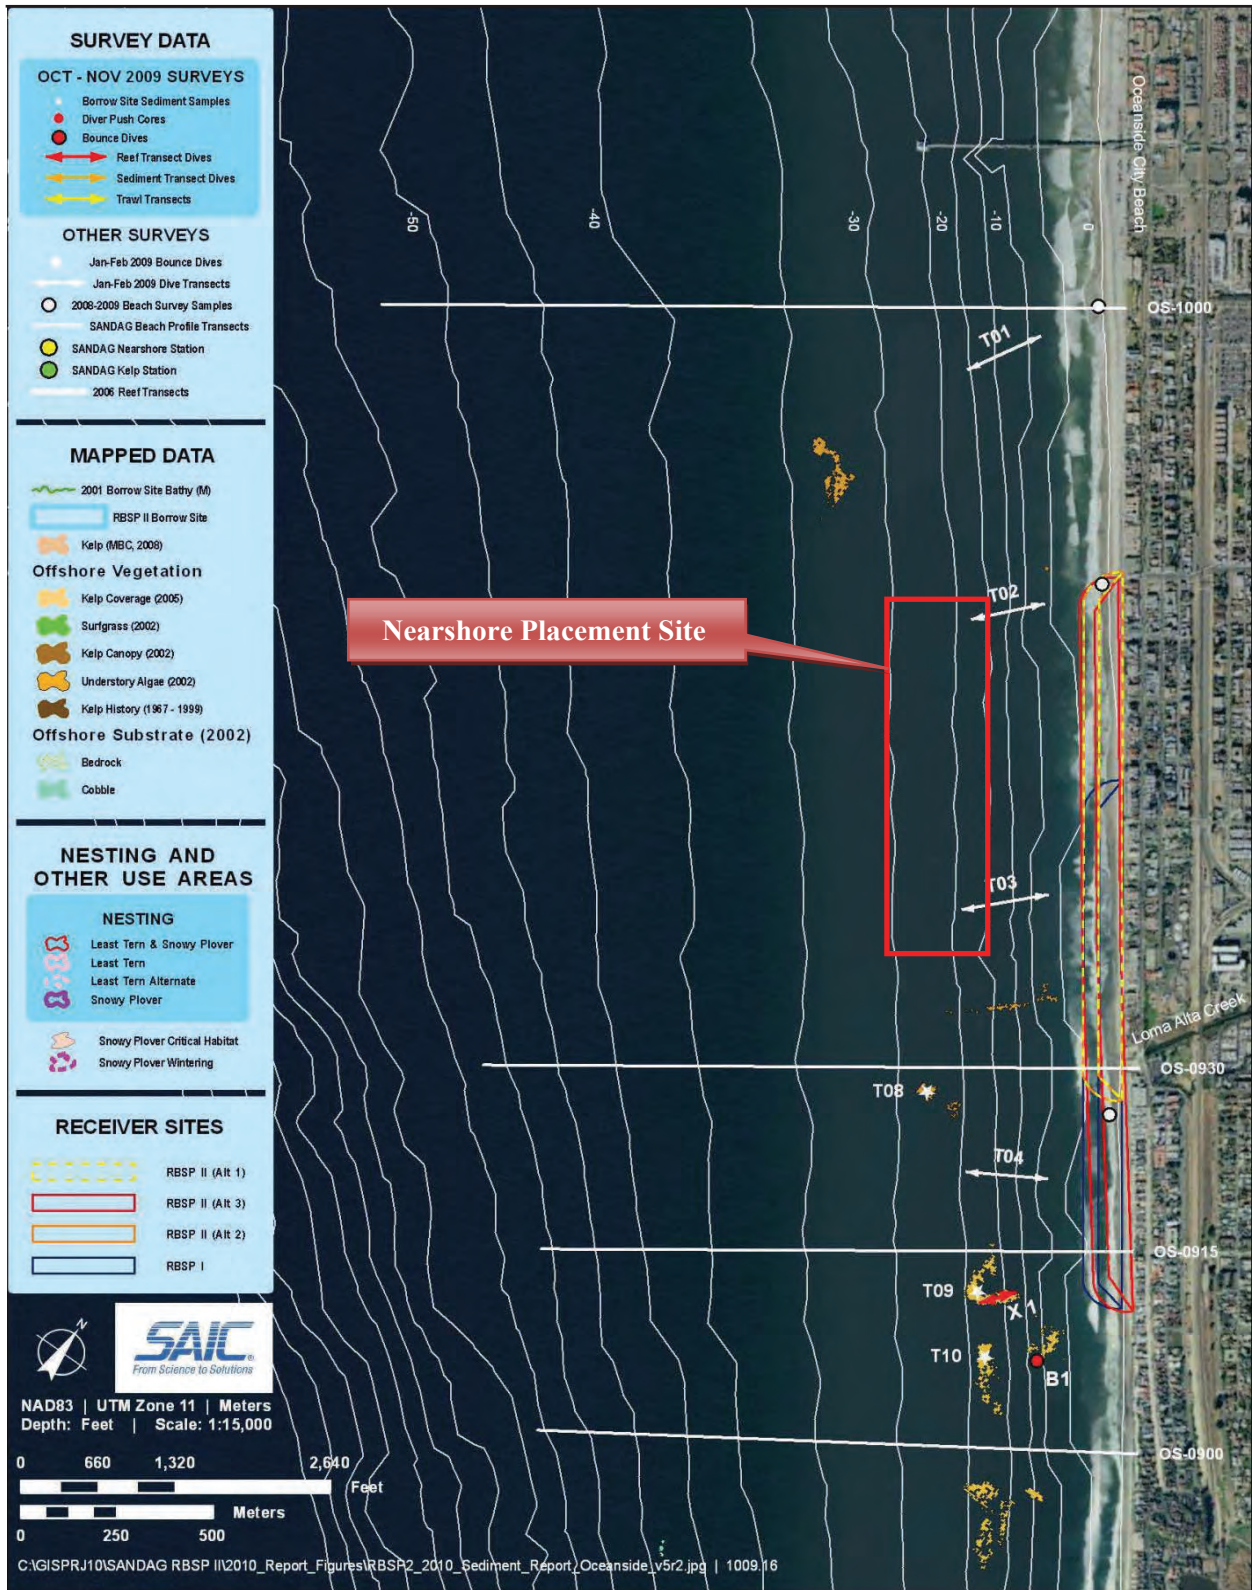 SURVEY DATA
OCT - NOV 2009 SURVEYS
Borrow Site Sediment Samples
Diver Push Cores
Bounce Dives
Reef Transect Dives
Sediment Transect Dives
Trawl Transects
OTHER SURVEYS
Jan-Feb 2009 Bounce Dives
Jan-Feb 2009 Dive Transects
2008-2009 Beach Survey Samples
SANDAG Beach Profile Transects
SANDAG Nearshore Station
SANDAG Kelp Station
2006 Reef Transects
MAPPED DATA
2001 Borrow Site Bathy (M)
RBSP II Borrow Site
Kelp (MBC, 2008)
Offshore Vegetation
Kelp Coverage (2005)
Surfgrass (2002)
Kelp Canopy (2002)
Understory Algae (2002)
Kelp History (1967 - 1999)
Offshore Substrate (2002)
Bedrock
Cobble
NESTING AND
OTHER USE AREAS
NESTING
Least Tern & Snowy Plover
Least Tern
Least Tern Alternate
Snowy Plover
Snowy Plover Critical Habitat
Snowy Plover Wintering
RECEIVER SITES
RBSP II (Alt 1)
RBSP II (Alt 3)
RBSP II (Alt 2)
RBSP I
N
SAIC®
From Science to Solutions
NAD83 | UTM Zone 11 | Meters
Depth: Feet | Scale: 1:15,000
0 660 1,320 2,640
Feet
Meters
0 250 500
C:\GISPRJ10\SANDAG RBSP II\2010_Report_Figures\RBSP2_2010_Sediment_Report_Oceanside_v5r2.jpg | 1009.16
Oceanside City Beach
-50
-40
-30
-20
-10
0
OS-1000
T01
T02
Nearshore Placement Site
T03
Loma Alta Creek
OS-0930
T08
T04
OS-0915
T09
X 1
T10
B1
OS-0900